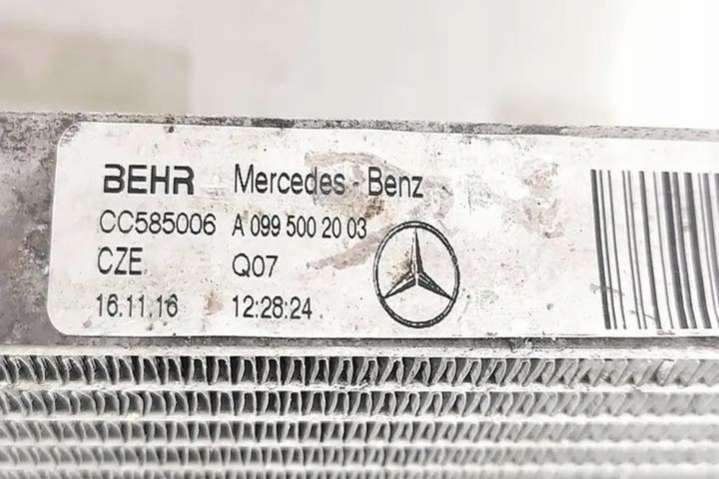 BEHR Mercedes-Benz
CC585006 A 099 500 20 03
CZE Q07
16.11.16 12:28:24